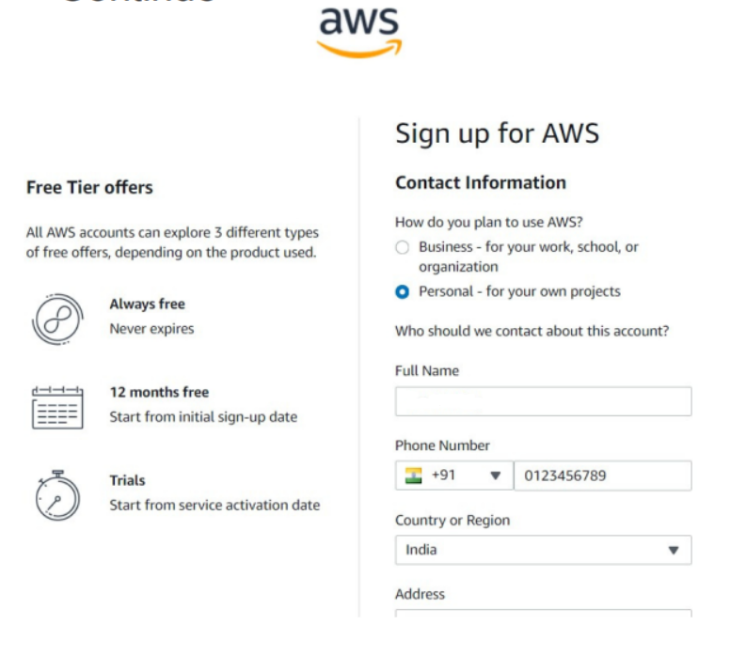 aws
Free Tier offers
All AWS accounts can explore 3 different types
of free offers, depending on the product used.
Always free
Never expires
12 months free
Start from initial sign-up date
Trials
Start from service activation date
Sign up for AWS
Contact Information
How do you plan to use AWS?
Business - for your work, school, or
organization
Personal - for your own projects
Who should we contact about this account?
Full Name
Phone Number
+91 0123456789
Country or Region
India
Address